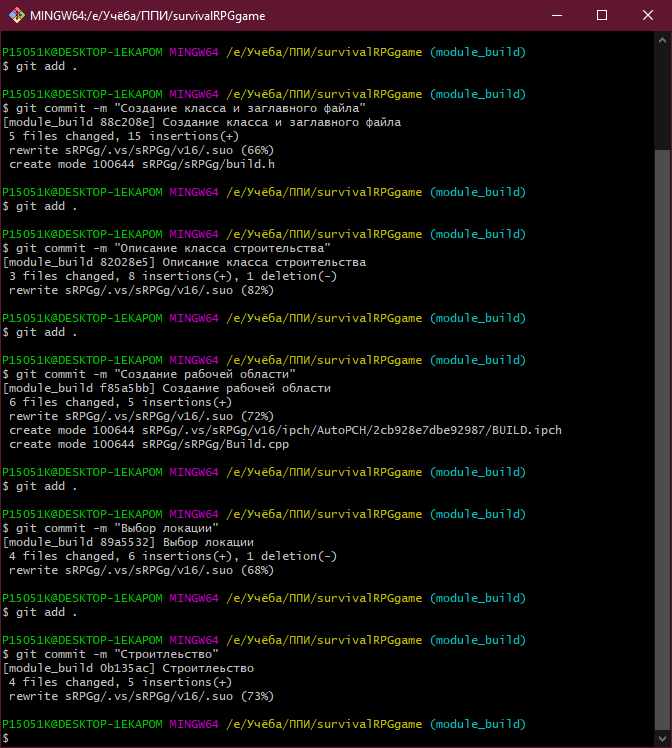 MINGW64:/e/Учёба/ППИ/survivalRPGgame
P15051K@DESKTOP-1EKAPOM MINGW64 /e/Учёба/ППИ/survivalRPGgame (module_build)
$ git add .
P15051K@DESKTOP-1EKAPOM MINGW64 /e/Учёба/ППИ/survivalRPGgame (module_build)
$ git commit -m "Создание класса и заглавного файла"
[module_build 88c208e] Создание класса и заглавного файла
5 files changed, 15 insertions(+)
rewrite sRPGg/.vs/sRPGg/v16/.suo (66%)
create mode 100644 sRPGg/sRPGg/build.h
P15051K@DESKTOP-1EKAPOM MINGW64 /e/Учёба/ППИ/survivalRPGgame (module_build)
$ git add .
P15051K@DESKTOP-1EKAPOM MINGW64 /e/Учёба/ППИ/survivalRPGgame (module_build)
$ git commit -m "Описание класса строительства"
[module_build 82028e5] Описание класса строительства
3 files changed, 8 insertions(+), 1 deletion(-)
rewrite sRPGg/.vs/sRPGg/v16/.suo (82%)
P15051K@DESKTOP-1EKAPOM MINGW64 /e/Учёба/ППИ/survivalRPGgame (module_build)
$ git add .
P15051K@DESKTOP-1EKAPOM MINGW64 /e/Учёба/ППИ/survivalRPGgame (module_build)
$ git commit -m "Создание рабочей области"
[module_build f85a5bb] Создание рабочей области
6 files changed, 5 insertions(+)
rewrite sRPGg/.vs/sRPGg/v16/.suo (72%)
create mode 100644 sRPGg/.vs/sRPGg/v16/ipch/AutoPCH/2cb928e7dbe92987/BUILD.ipch
create mode 100644 sRPGg/sRPGg/Build.cpp
P15051K@DESKTOP-1EKAPOM MINGW64 /e/Учёба/ППИ/survivalRPGgame (module_build)
$ git add .
P15051K@DESKTOP-1EKAPOM MINGW64 /e/Учёба/ППИ/survivalRPGgame (module_build)
$ git commit -m "Выбор локации"
[module_build 89a5532] Выбор локации
4 files changed, 6 insertions(+), 1 deletion(-)
rewrite sRPGg/.vs/sRPGg/v16/.suo (68%)
P15051K@DESKTOP-1EKAPOM MINGW64 /e/Учёба/ППИ/survivalRPGgame (module_build)
$ git add .
P15051K@DESKTOP-1EKAPOM MINGW64 /e/Учёба/ППИ/survivalRPGgame (module_build)
$ git commit -m "Строитлеьство"
[module_build 0b135ac] Строитлеьство
4 files changed, 5 insertions(+)
rewrite sRPGg/.vs/sRPGg/v16/.suo (73%)
P15051K@DESKTOP-1EKAPOM MINGW64 /e/Учёба/ППИ/survivalRPGgame (module_build)
$